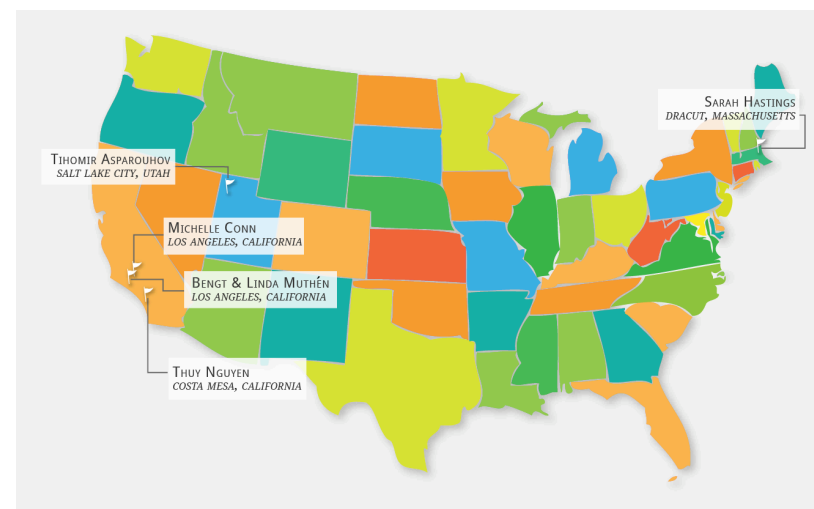 Sarah Hastings
Dracut, Massachusetts
Tihomir Asparouhov
Salt Lake City, Utah
Michelle Conn
Los Angeles, California
Bengt & Linda Muthén
Los Angeles, California
Thuy Nguyen
Costa Mesa, California